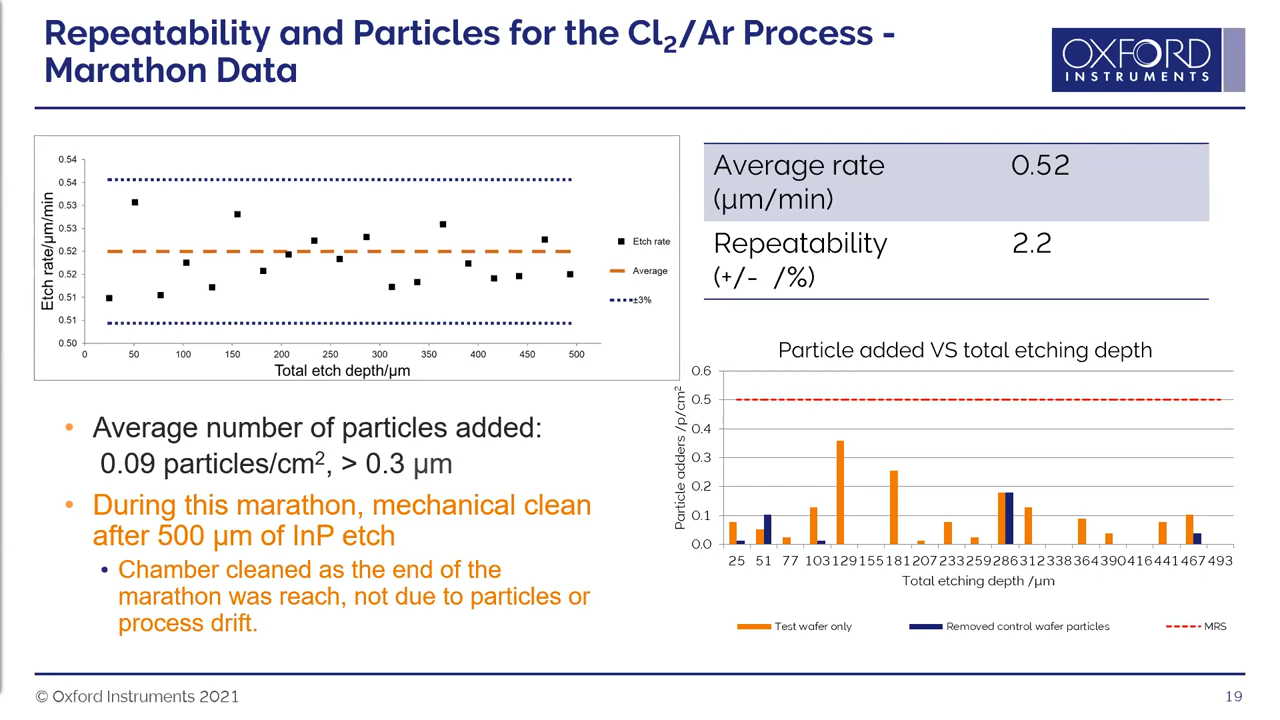 Repeatability and Particles for the Cl₂/Ar Process -
Marathon Data
OXFORD
INSTRUMENTS
0.54
0.54
0.53
0.53
0.52
0.52
0.51
0.51
0.50
Etch rate/µm/min
0 50 100 150 200 250 300 350 400 450 500
Total etch depth/µm
Etch rate
Average
±3%
Average rate 0.52
(µm/min)
Repeatability 2.2
(+/- /%)
• Average number of particles added:
0.09 particles/cm², > 0.3 µm
• During this marathon, mechanical clean
after 500 µm of InP etch
• Chamber cleaned as the end of the
marathon was reach, not due to particles or
process drift.
Particle added VS total etching depth
0.6
0.5
0.4
0.3
0.2
0.1
0.0
Particle adders /p/cm²
25 51 77 103 129 155 181 207 233 259 286 312 338 364 390 416 441 467 493
Total etching depth /µm
Test wafer only
Removed control wafer particles
MRS
© Oxford Instruments 2021
19